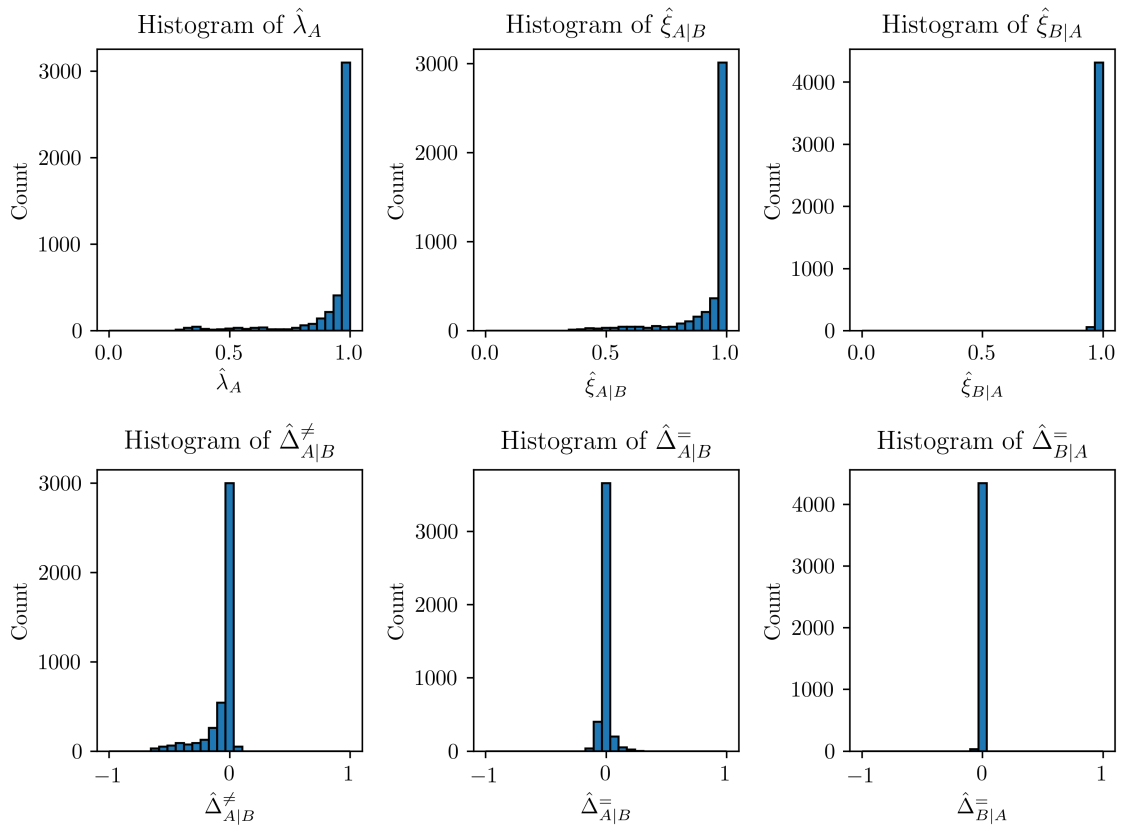 Histogram of λ̂_A
3000
2000
1000
0
Count
0.0 0.5 1.0
λ̂_A
Histogram of ξ̂_{A|B}
3000
2000
1000
0
Count
0.0 0.5 1.0
ξ̂_{A|B}
Histogram of ξ̂_{B|A}
4000
3000
2000
1000
0
Count
0.0 0.5 1.0
ξ̂_{B|A}
Histogram of Δ̂^≠_{A|B}
3000
2000
1000
0
Count
−1 0 1
Δ̂^≠_{A|B}
Histogram of Δ̂^=_{A|B}
3000
2000
1000
0
Count
−1 0 1
Δ̂^=_{A|B}
Histogram of Δ̂^=_{B|A}
4000
3000
2000
1000
0
Count
−1 0 1
Δ̂^=_{B|A}